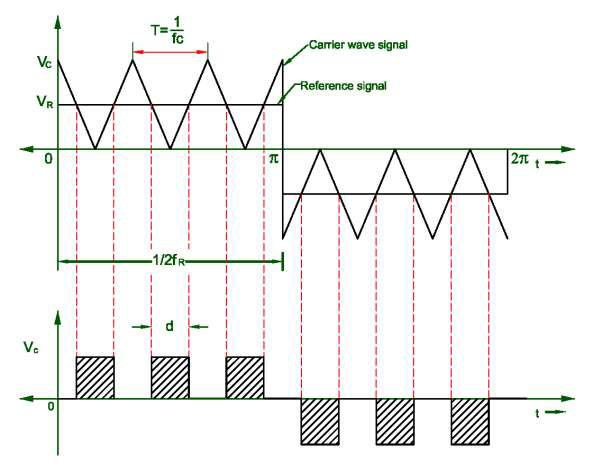 T=1/fc
Carrier wave signal
VC
Reference signal
VR
0
π
2π
t
1/2fR
d
Vc
0
t